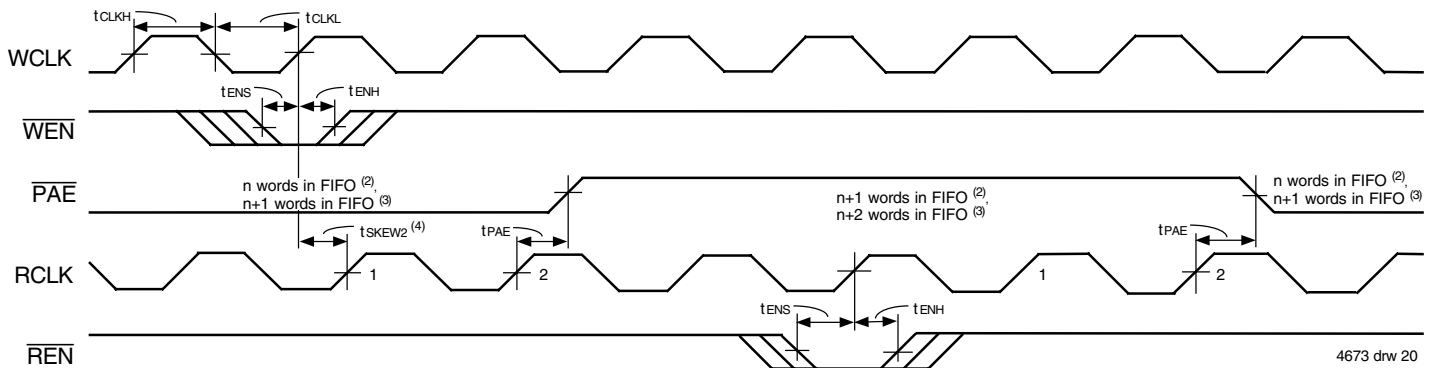 tCLKH
tCLKL
WCLK
tENS
tENH
WEN
PAE
n words in FIFO (2),
n+1 words in FIFO (3)
n+1 words in FIFO (2),
n+2 words in FIFO (3)
n words in FIFO (2),
n+1 words in FIFO (3)
tSKEW2 (4)
tPAE
tPAE
RCLK
1
2
1
2
tENS
tENH
REN
4673 drw 20